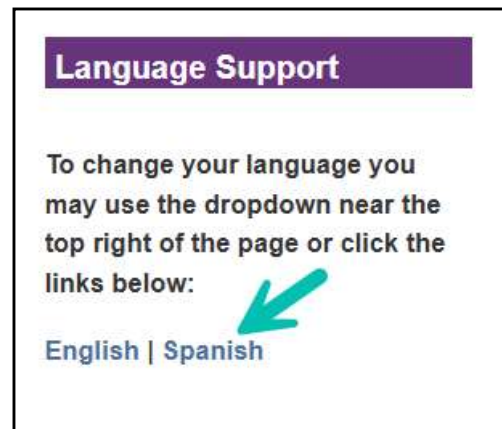 Language Support
To change your language you
may use the dropdown near the
top right of the page or click the
links below:
English | Spanish